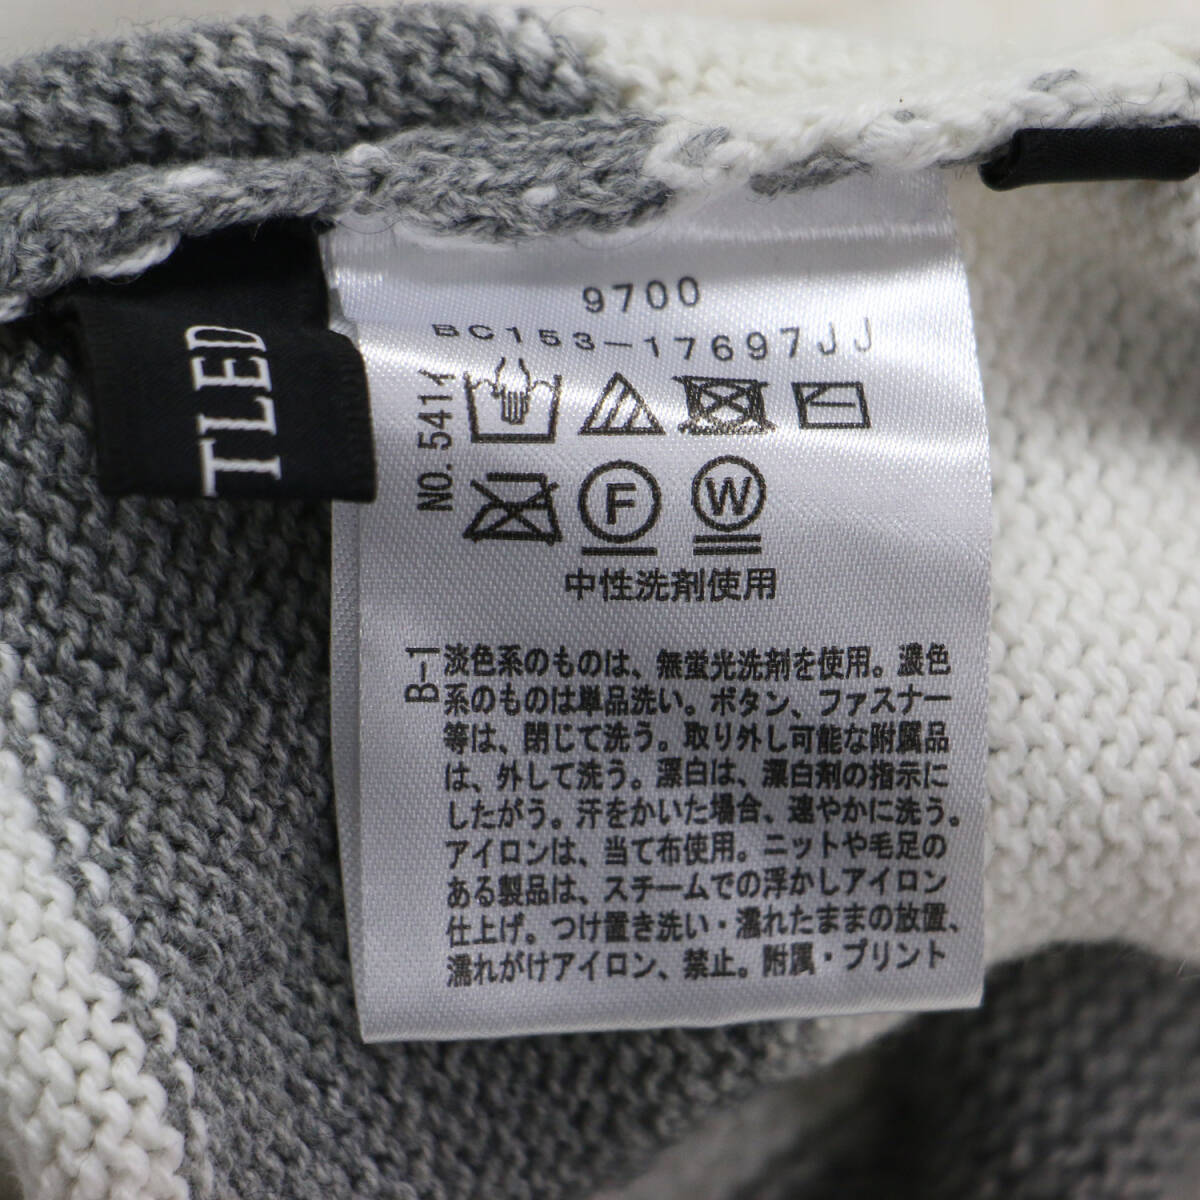 TLED
9700
BC153-17697JJ
NO. 541イ
F
W
中性洗剤使用
B-1
淡色系のものは、無蛍光洗剤を使用。濃色
系のものは単品洗い。ボタン、ファスナー
等は、閉じて洗う。取り外し可能な附属品
は、外して洗う。漂白は、漂白剤の指示に
したがう。汗をかいた場合、速やかに洗う。
アイロンは、当て布使用。ニットや毛足の
ある製品は、スチームでの浮かしアイロン
仕上げ。つけ置き洗い・濡れたままの放置、
濡れがけアイロン、禁止。附属・プリント